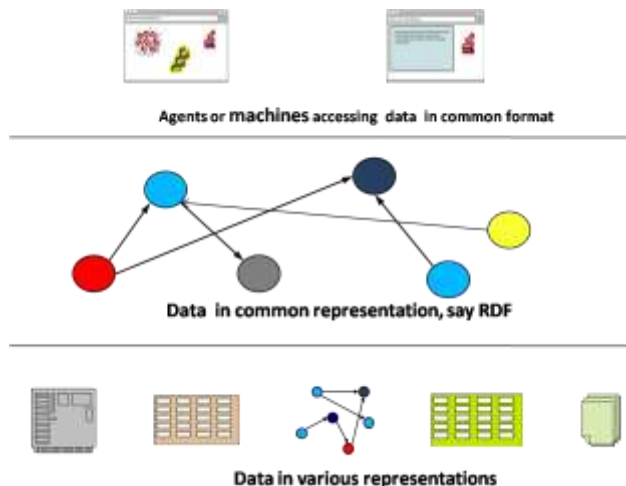 Agents or machines accessing data in common format
Data in common representation, say RDF
Data in various representations